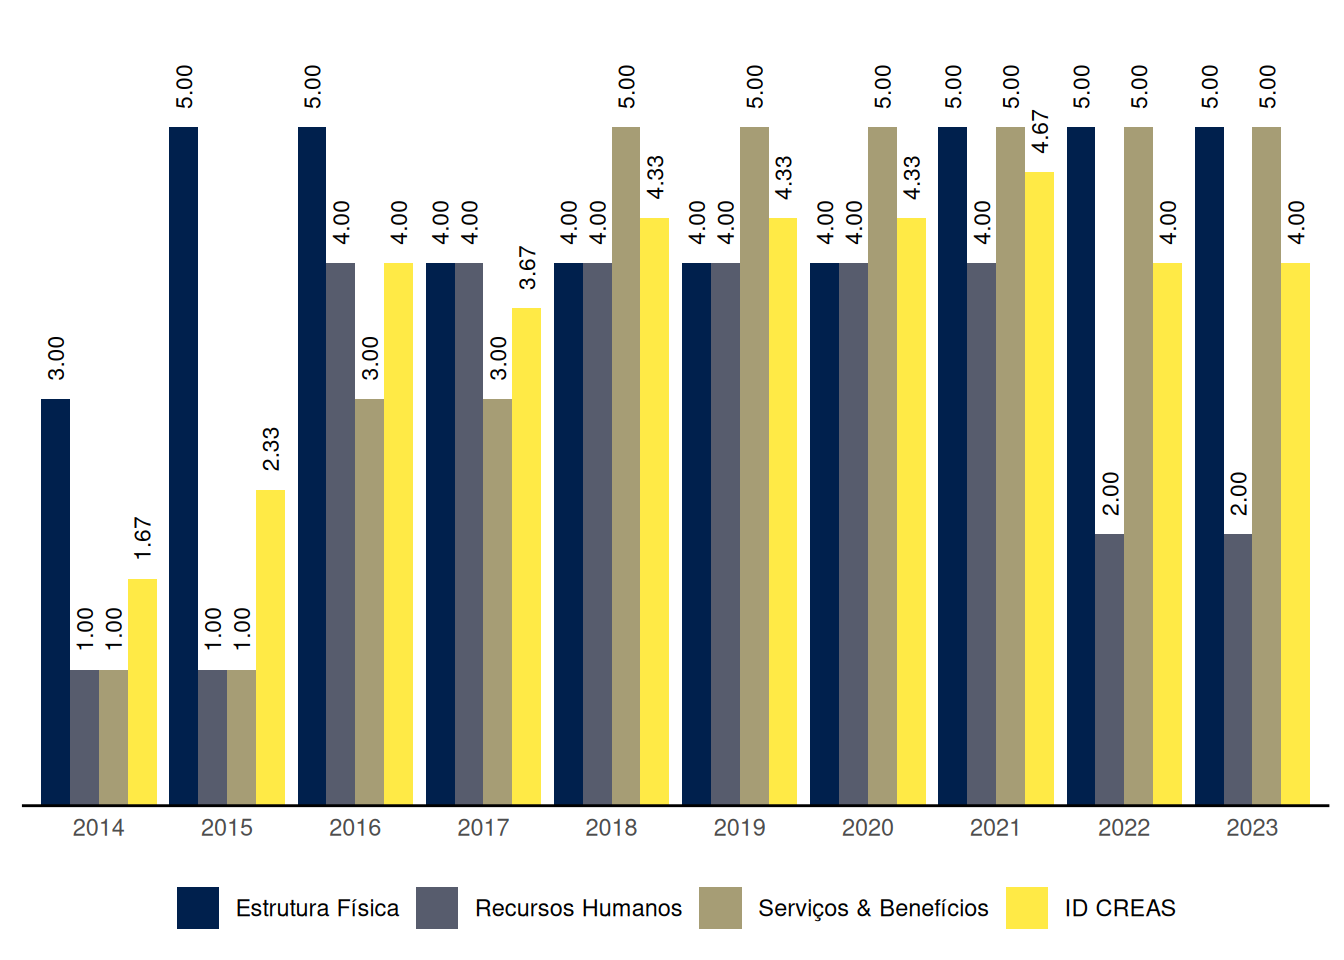 3.00 1.00 1.00 1.67
5.00 1.00 1.00 2.33
5.00 4.00 3.00 4.00
4.00 4.00 3.00 3.67
4.00 4.00 5.00 4.33
4.00 4.00 5.00 4.33
4.00 4.00 5.00 4.33
5.00 4.00 5.00 4.67
5.00 2.00 5.00 4.00
5.00 2.00 5.00 4.00
2014 2015 2016 2017 2018 2019 2020 2021 2022 2023
Estrutura Física Recursos Humanos Serviços & Benefícios ID CREAS